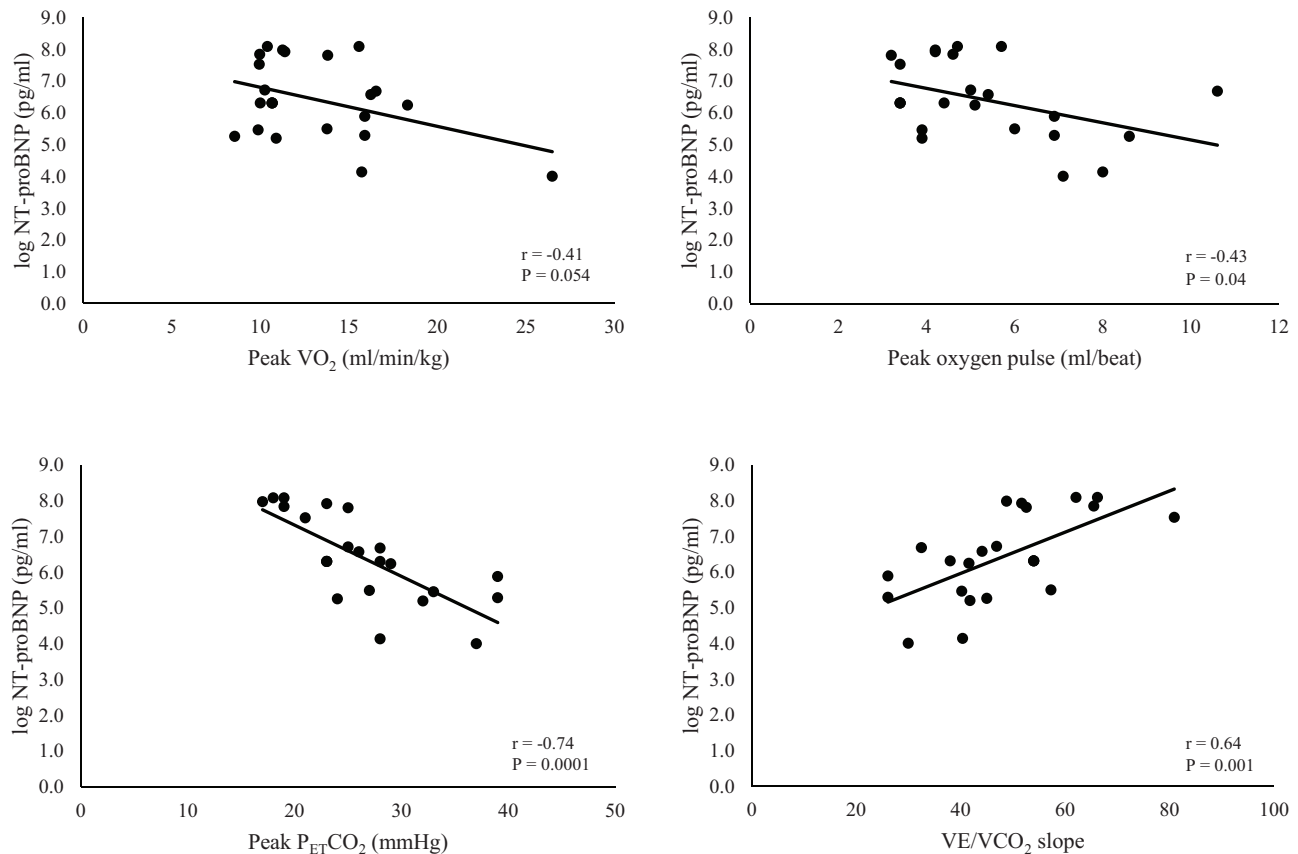 log NT-proBNP (pg/ml)
9.0
8.0
7.0
6.0
5.0
4.0
3.0
2.0
1.0
0.0
r = -0.41
P = 0.054
0 5 10 15 20 25 30
Peak VO₂ (ml/min/kg)
log NT-proBNP (pg/ml)
9.0
8.0
7.0
6.0
5.0
4.0
3.0
2.0
1.0
0.0
r = -0.43
P = 0.04
0 2 4 6 8 10 12
Peak oxygen pulse (ml/beat)
log NT-proBNP (pg/ml)
9.0
8.0
7.0
6.0
5.0
4.0
3.0
2.0
1.0
0.0
r = -0.74
P = 0.0001
0 10 20 30 40 50
Peak PETCO₂ (mmHg)
log NT-proBNP (pg/ml)
9.0
8.0
7.0
6.0
5.0
4.0
3.0
2.0
1.0
0.0
r = 0.64
P = 0.001
0 20 40 60 80 100
VE/VCO₂ slope